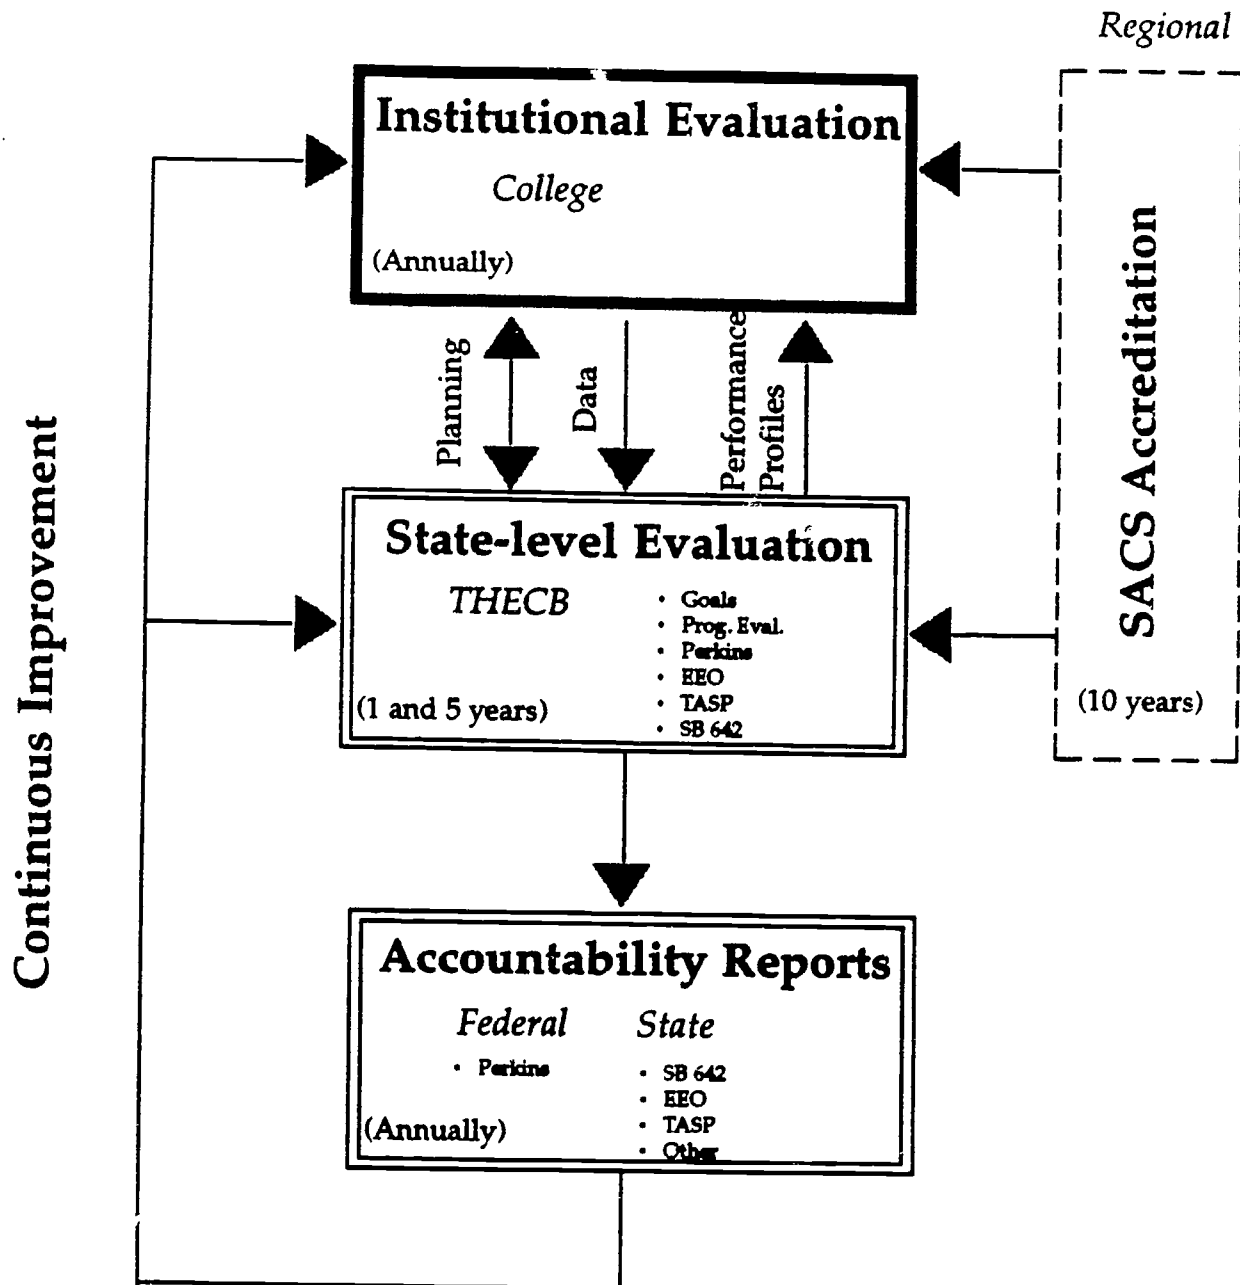 Regional
Institutional Evaluation
College
(Annually)
Planning
Data
Performance
Profiles
State-level Evaluation
THECB
• Goals
• Prog. Eval.
• Perkins
• EEO
• TASP
• SB 642
(1 and 5 years)
SACS Accreditation
(10 years)
Continuous Improvement
Accountability Reports
Federal
• Perkins
State
• SB 642
• EEO
• TASP
• Other
(Annually)